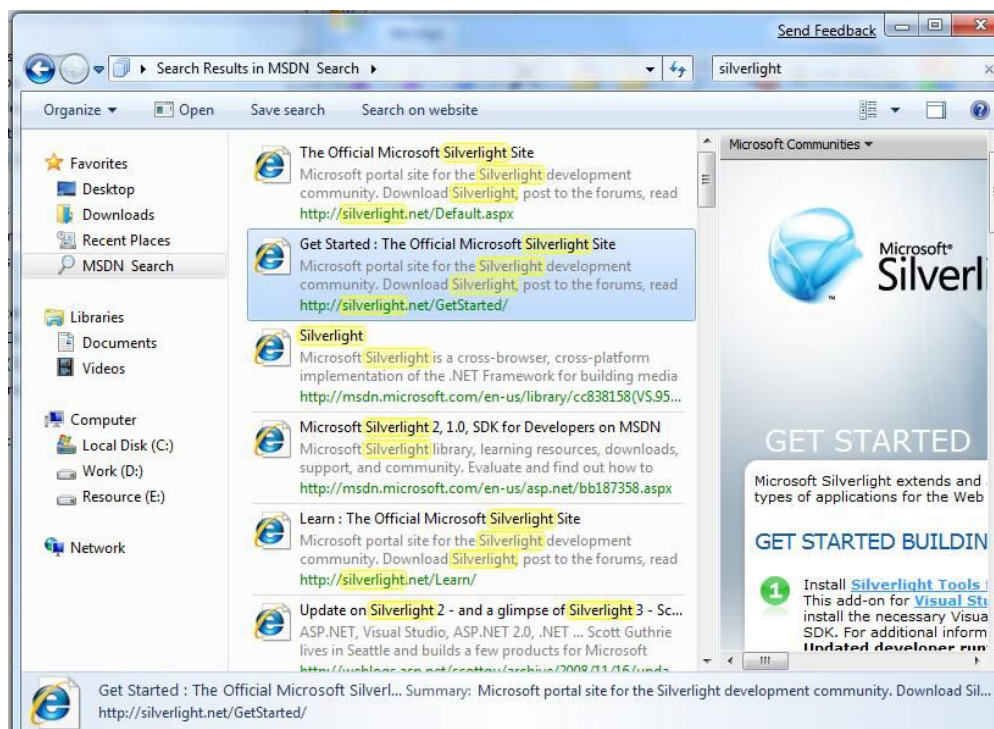 Send Feedback
Search Results in MSDN Search
silverlight
Organize Open Save search Search on website
Favorites
Desktop
Downloads
Recent Places
MSDN Search
Libraries
Documents
Videos
Computer
Local Disk (C:)
Work (D:)
Resource (E:)
Network
The Official Microsoft Silverlight Site
Microsoft portal site for the Silverlight development
community. Download Silverlight, post to the forums, read
http://silverlight.net/Default.aspx
Get Started : The Official Microsoft Silverlight Site
Microsoft portal site for the Silverlight development
community. Download Silverlight, post to the forums, read
http://silverlight.net/GetStarted/
Silverlight
Microsoft Silverlight is a cross-browser, cross-platform
implementation of the .NET Framework for building media
http://msdn.microsoft.com/en-us/library/cc838158(VS.95...
Microsoft Silverlight 2, 1.0, SDK for Developers on MSDN
Microsoft Silverlight library, learning resources, downloads,
support, and community. Evaluate and find out how to
http://msdn.microsoft.com/en-us/asp.net/bb187358.aspx
Learn : The Official Microsoft Silverlight Site
Microsoft portal site for the Silverlight development
community. Download Silverlight, post to the forums, read
http://silverlight.net/Learn/
Update on Silverlight 2 - and a glimpse of Silverlight 3 - Sc...
ASP.NET, Visual Studio, ASP.NET 2.0, .NET ... Scott Guthrie
lives in Seattle and builds a few products for Microsoft
http://weblogs.asp.net/scottgu/archive/2008/11/16/upda...
Microsoft Communities
Microsoft®
Silverl
™
GET STARTED
Microsoft Silverlight extends and
types of applications for the Web
GET STARTED BUILDIN
1
Install Silverlight Tools
This add-on for Visual Stu
install the necessary Visua
SDK. For additional inform
Updated developer run
Get Started : The Official Microsoft Silverl... Summary: Microsoft portal site for the Silverlight development community. Download Sil...
http://silverlight.net/GetStarted/